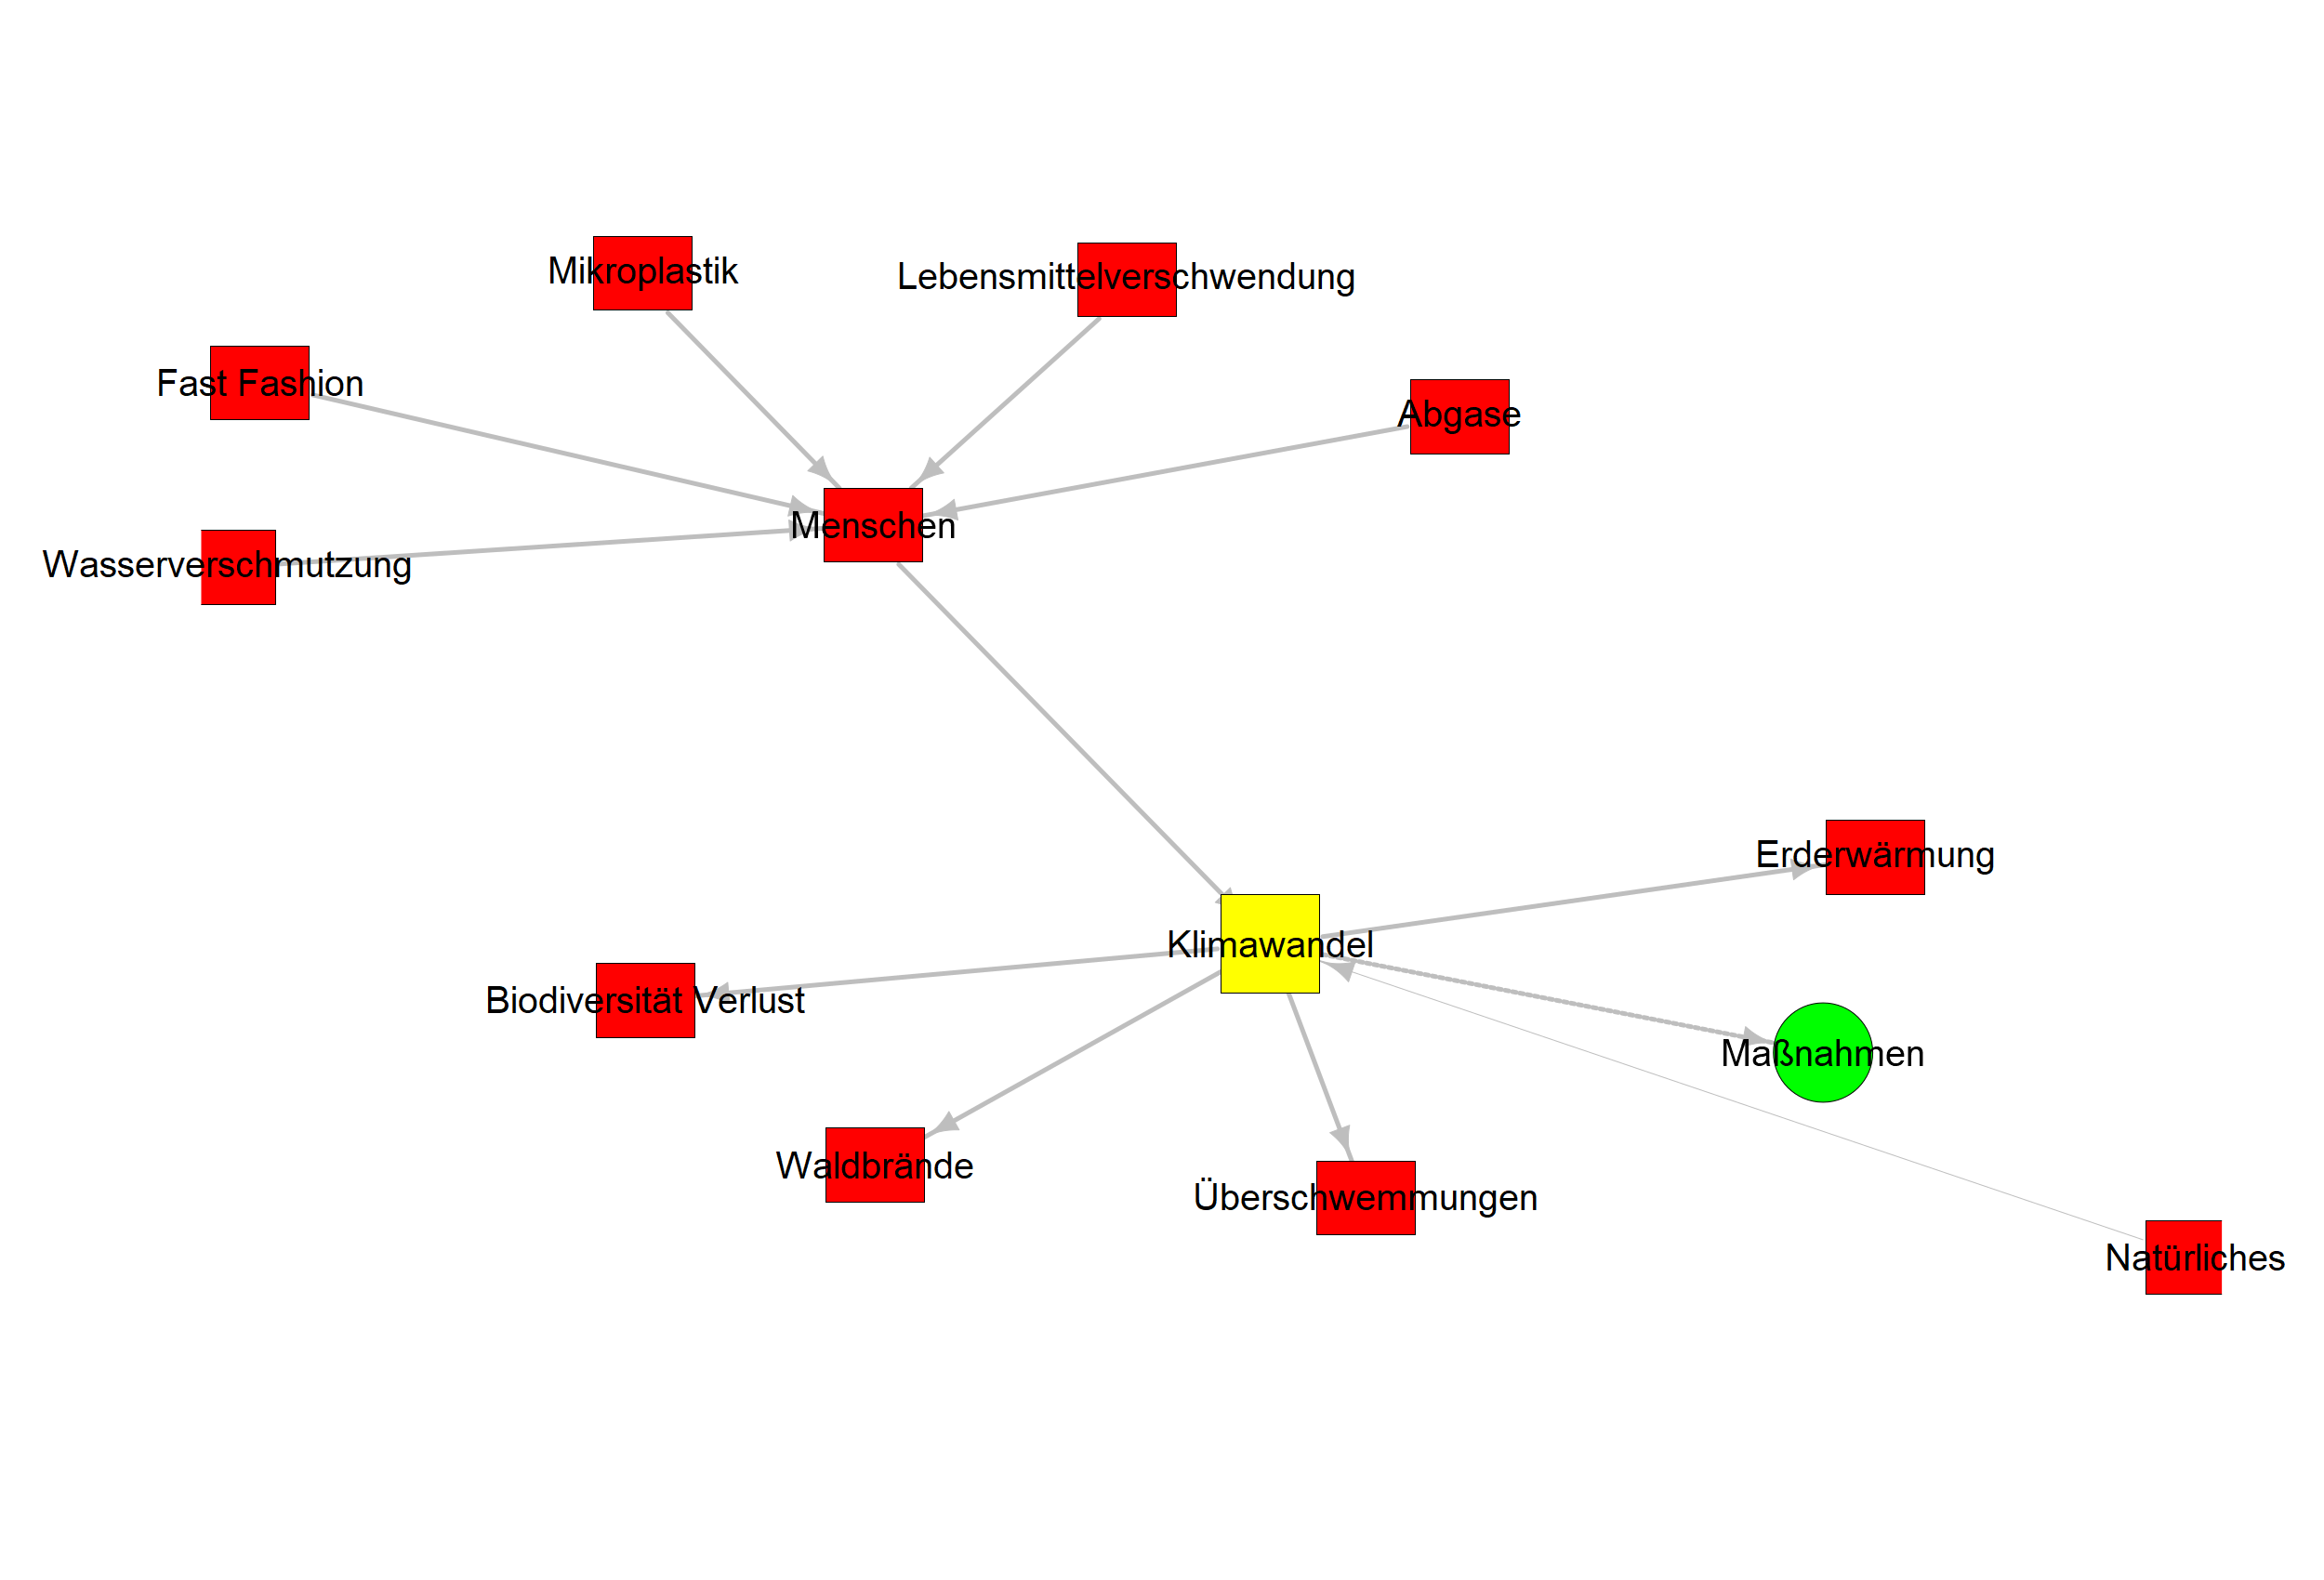 Mikroplastik
Lebensmittelverschwendung
Fast Fashion
Abgase
Menschen
Wasserverschmutzung
Erderwärmung
Klimawandel
Biodiversität Verlust
Maßnahmen
Waldbrände
Überschwemmungen
Natürliches